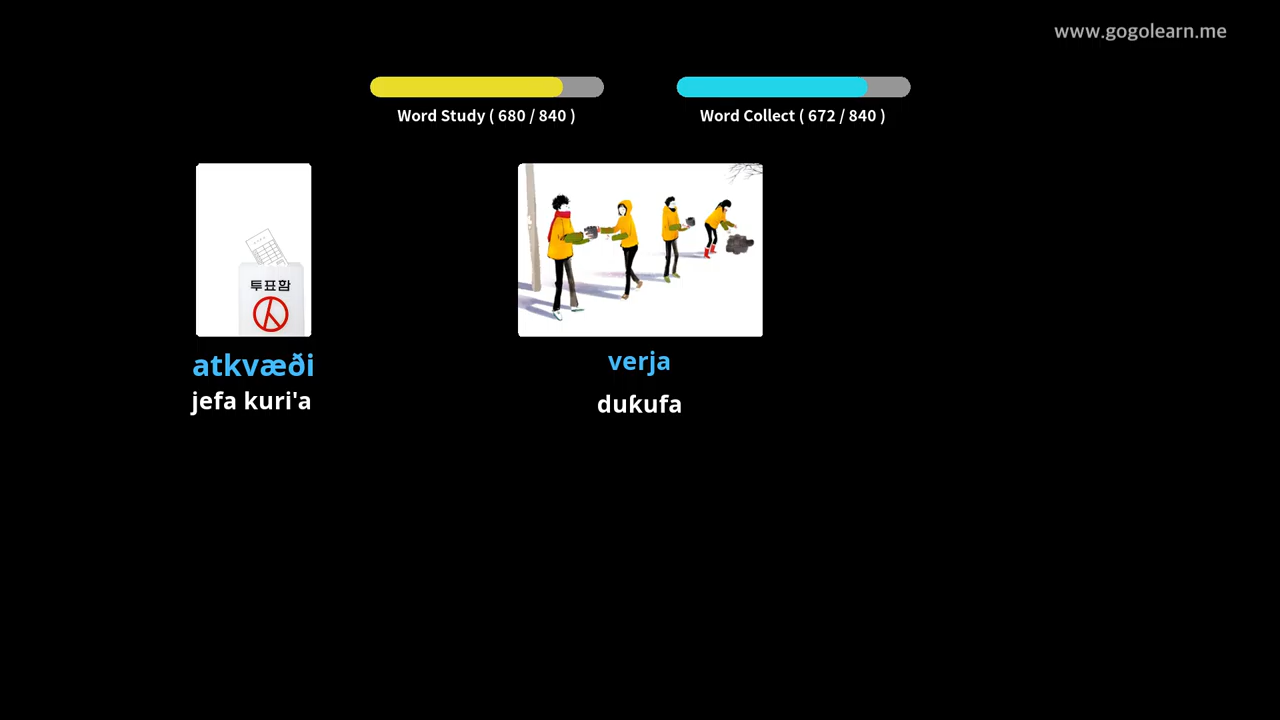 www.gogolearn.me
Word Study ( 680 / 840 )
Word Collect ( 672 / 840 )
투표함
atkvæði
jefa kuri'a
verja
duƙufa